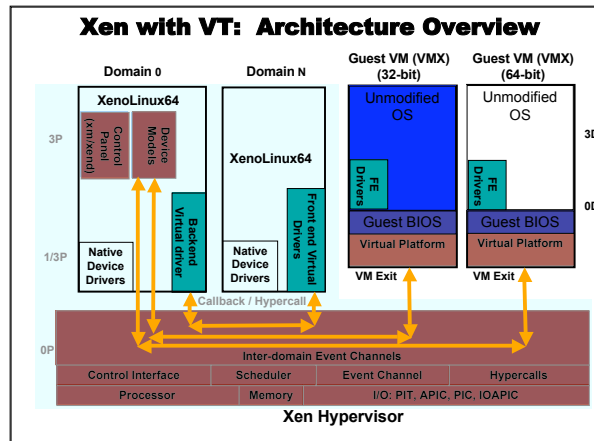 Xen with VT: Architecture Overview
Domain 0
Domain N
Guest VM (VMX)
(32-bit)
Guest VM (VMX)
(64-bit)
XenoLinux64
Control
Panel
(xm/xend)
Device
Models
XenoLinux64
Unmodified
OS
Unmodified
OS
3P
3D
Backend
Virtual driver
Front end Virtual
Drivers
FE
Drivers
FE
Drivers
0D
Guest BIOS
Guest BIOS
Virtual Platform
Virtual Platform
1/3P
Native
Device
Drivers
Native
Device
Drivers
VM Exit
VM Exit
Callback / Hypercall
0P
Inter-domain Event Channels
Control Interface
Scheduler
Event Channel
Hypercalls
Processor
Memory
I/O: PIT, APIC, PIC, IOAPIC
Xen Hypervisor